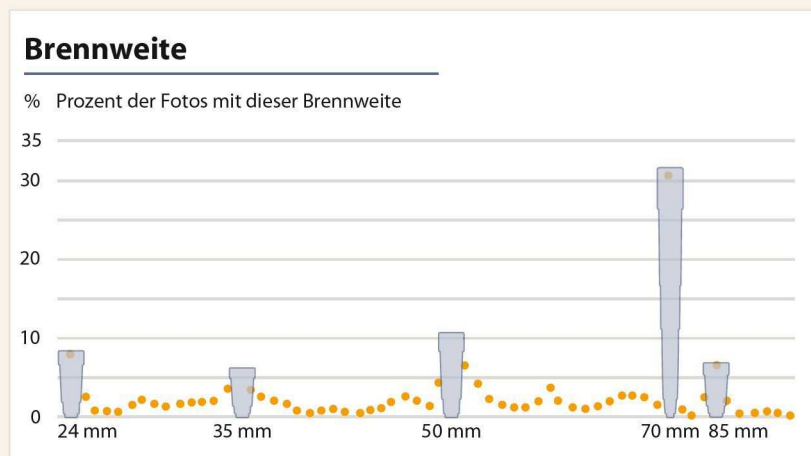 Brennweite
% Prozent der Fotos mit dieser Brennweite
35
30
20
10
0
24 mm 35 mm 50 mm 70 mm 85 mm